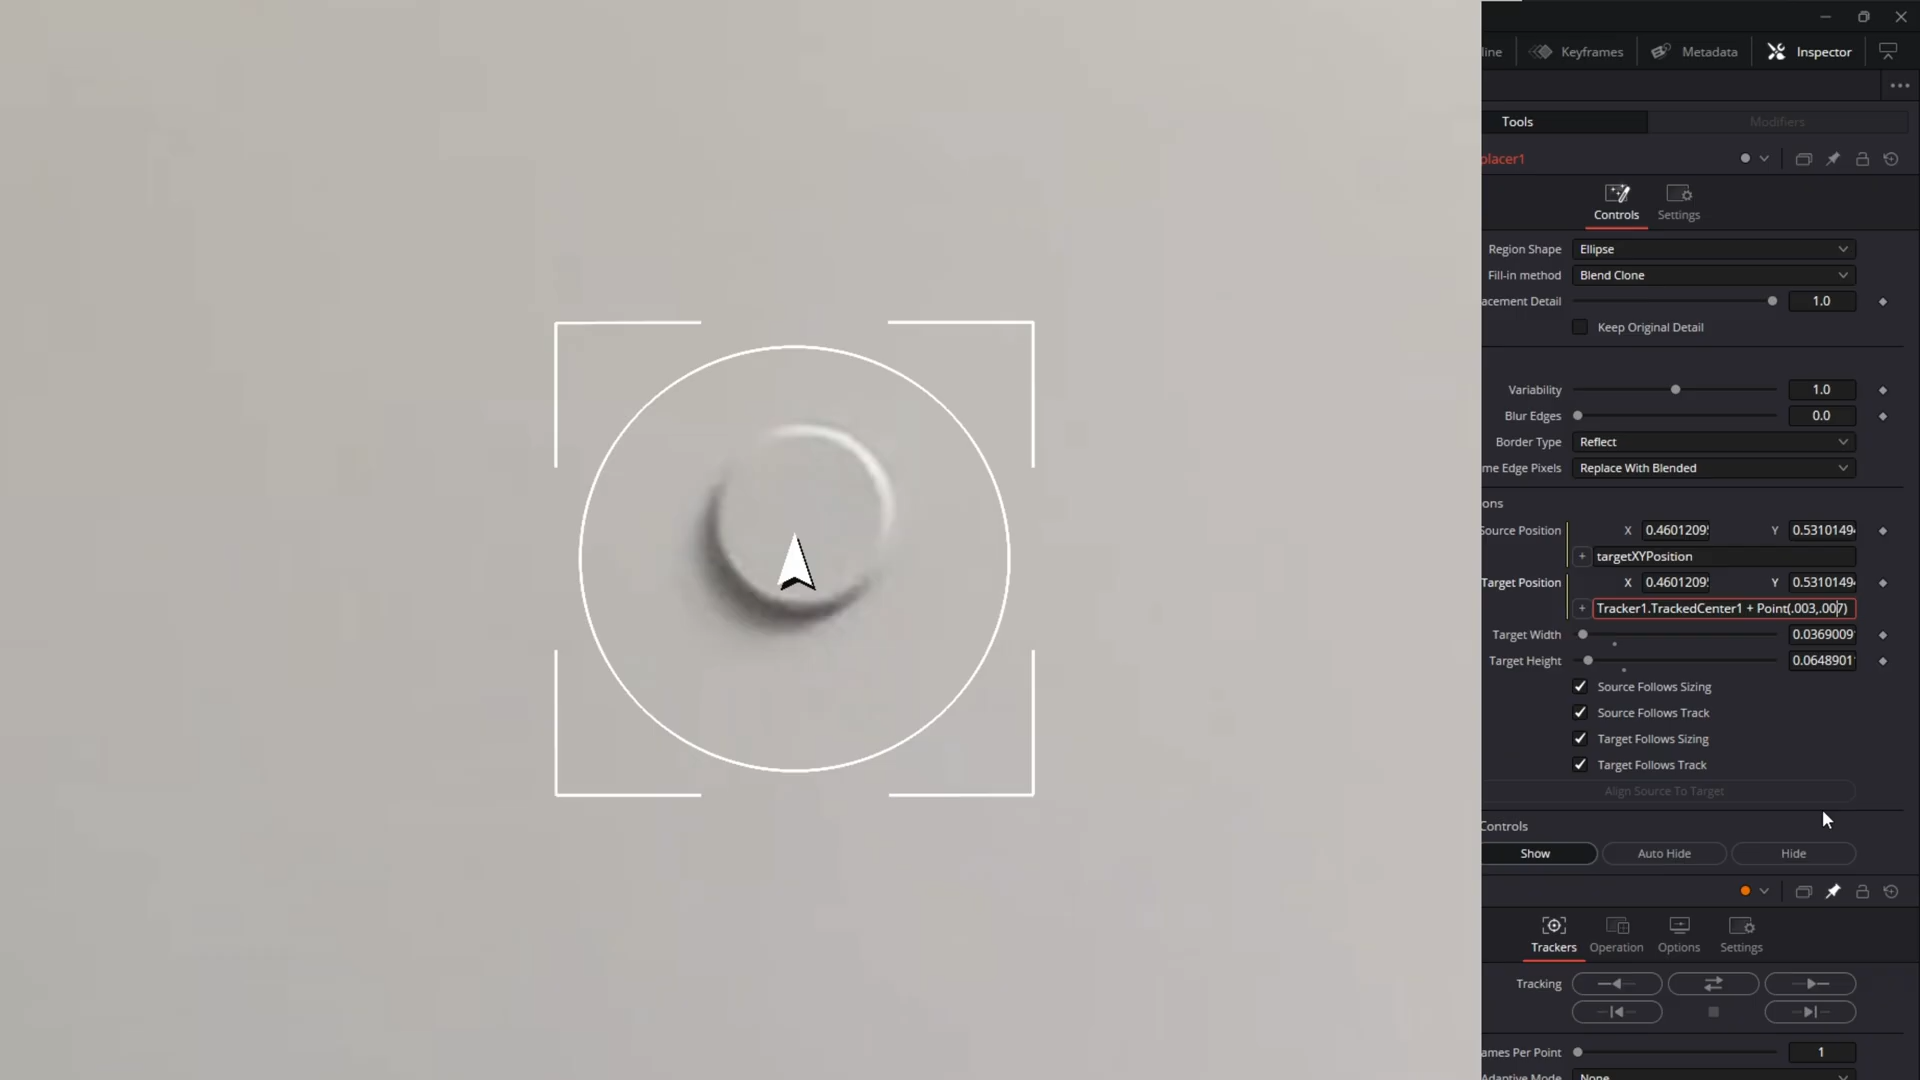 line Keyframes Metadata Inspector
Tools Modifiers
placer1
Controls Settings
Region Shape Ellipse
Fill-in method Blend Clone
acement Detail 1.0
Keep Original Detail
Variability 1.0
Blur Edges 0.0
Border Type Reflect
me Edge Pixels Replace With Blended
ons
Source Position X 0.4601209 Y 0.5310149
targetXYPosition
Target Position X 0.4601209 Y 0.5310149
Tracker1.TrackedCenter1 + Point(.003,.007)
Target Width 0.0369009
Target Height 0.0648901
Source Follows Sizing
Source Follows Track
Target Follows Sizing
Target Follows Track
Align Source To Target
Controls
Show Auto Hide Hide
Trackers Operation Options Settings
Tracking
ames Per Point 1
Adaptive Mode None